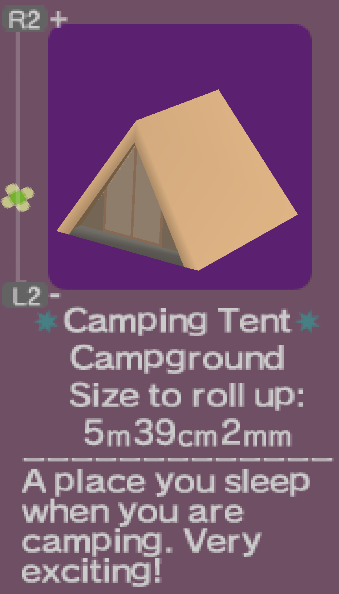 R2 +
L2 -
Camping Tent
Campground
Size to roll up:
5m39cm2mm
A place you sleep
when you are
camping. Very
exciting!